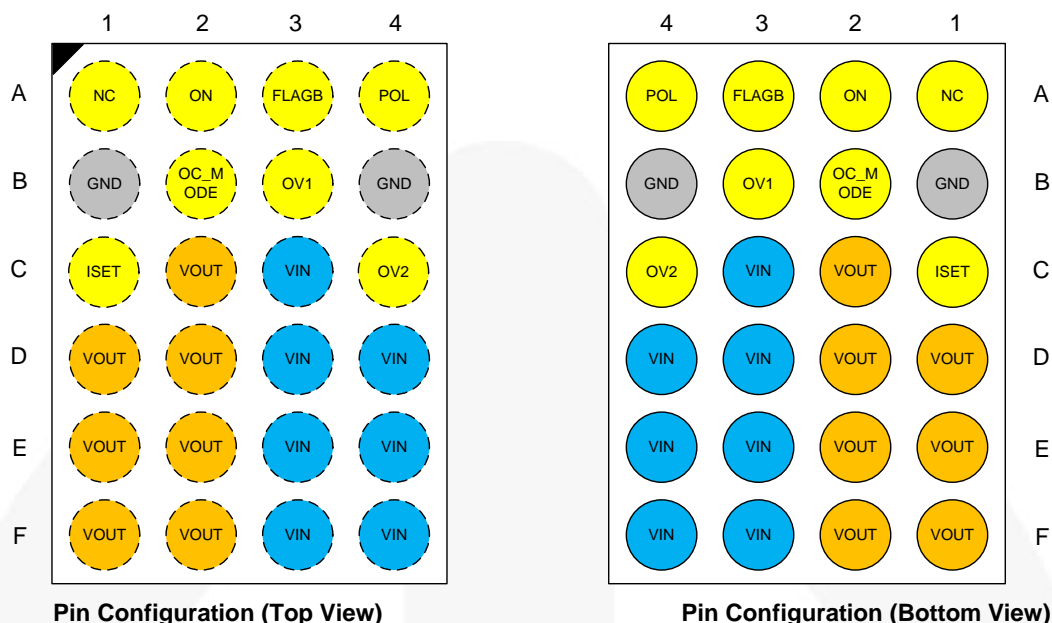 1 2 3 4 4 3 2 1
A NC ON FLAGB POL POL FLAGB ON NC A
B GND OC_M
ODE OV1 GND GND OV1 OC_M
ODE GND B
C ISET VOUT VIN OV2 OV2 VIN VOUT ISET C
D VOUT VOUT VIN VIN VIN VIN VOUT VOUT D
E VOUT VOUT VIN VIN VIN VIN VOUT VOUT E
F VOUT VOUT VIN VIN VIN VIN VOUT VOUT F
Pin Configuration (Top View) Pin Configuration (Bottom View)